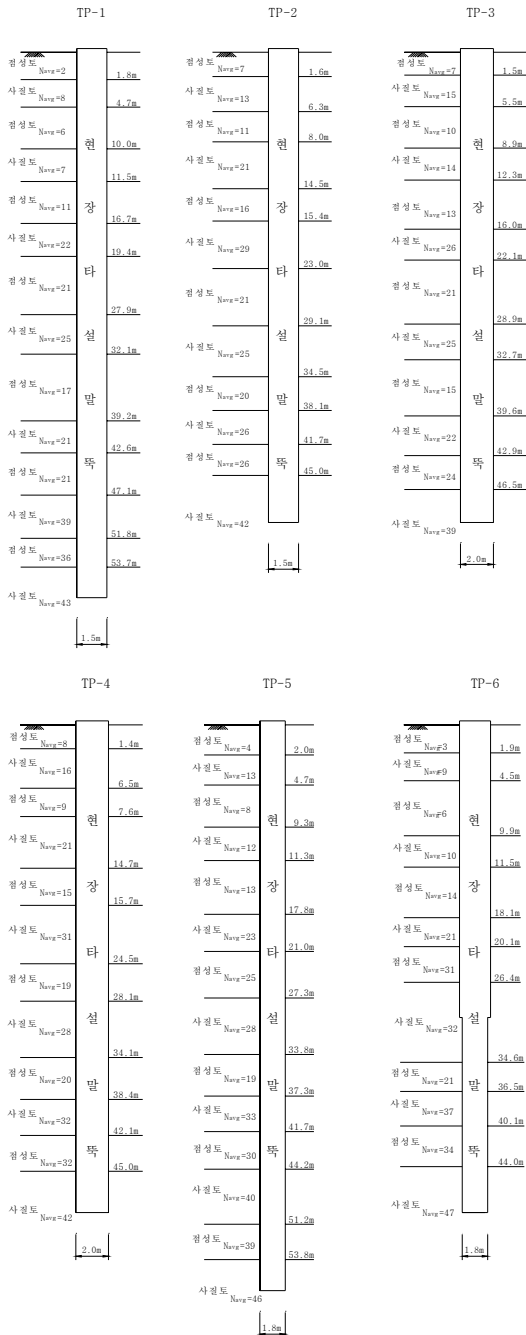 TP-1
점성토 Navg=2
1.8m
사질토 Navg=8
4.7m
점성토 Navg=6
10.0m
사질토 Navg=7
11.5m
점성토 Navg=11
16.7m
사질토 Navg=22
19.4m
점성토 Navg=21
27.9m
사질토 Navg=25
32.1m
점성토 Navg=17
39.2m
사질토 Navg=21
42.6m
점성토 Navg=21
47.1m
사질토 Navg=39
51.8m
점성토 Navg=36
53.7m
사질토 Navg=43
현장타설말뚝
1.5m
TP-2
점성토 Navg=7
1.6m
사질토 Navg=13
6.3m
점성토 Navg=11
8.0m
사질토 Navg=21
14.5m
점성토 Navg=16
15.4m
사질토 Navg=29
23.0m
점성토 Navg=21
29.1m
사질토 Navg=25
34.5m
점성토 Navg=20
38.1m
사질토 Navg=26
41.7m
점성토 Navg=26
45.0m
사질토 Navg=42
현장타설말뚝
1.5m
TP-3
점성토 Navg=7
1.5m
사질토 Navg=15
5.5m
점성토 Navg=10
8.9m
사질토 Navg=14
12.3m
점성토 Navg=13
16.0m
사질토 Navg=26
22.1m
점성토 Navg=21
28.9m
사질토 Navg=25
32.7m
점성토 Navg=15
39.6m
사질토 Navg=22
42.9m
점성토 Navg=24
46.5m
사질토 Navg=39
현장타설말뚝
2.0m
TP-4
점성토 Navg=8
1.4m
사질토 Navg=16
6.5m
점성토 Navg=9
7.6m
사질토 Navg=21
14.7m
점성토 Navg=15
15.7m
사질토 Navg=31
24.5m
점성토 Navg=19
28.1m
사질토 Navg=28
34.1m
점성토 Navg=20
38.4m
사질토 Navg=32
42.1m
점성토 Navg=32
45.0m
사질토 Navg=42
현장타설말뚝
2.0m
TP-5
점성토 Navg=4
2.0m
사질토 Navg=13
4.7m
점성토 Navg=8
9.3m
사질토 Navg=12
11.3m
점성토 Navg=13
17.8m
사질토 Navg=23
21.0m
점성토 Navg=25
27.3m
사질토 Navg=28
33.8m
점성토 Navg=19
37.3m
사질토 Navg=33
41.7m
점성토 Navg=30
44.2m
사질토 Navg=40
51.2m
점성토 Navg=39
53.8m
사질토 Navg=46
현장타설말뚝
1.8m
TP-6
점성토 Navg=3
1.9m
사질토 Navg=9
4.5m
점성토 Navg=6
9.9m
사질토 Navg=10
11.5m
점성토 Navg=14
18.1m
사질토 Navg=21
20.1m
점성토 Navg=31
26.4m
사질토 Navg=32
34.6m
점성토 Navg=21
36.5m
사질토 Navg=37
40.1m
점성토 Navg=34
44.0m
사질토 Navg=47
현장타설말뚝
1.8m